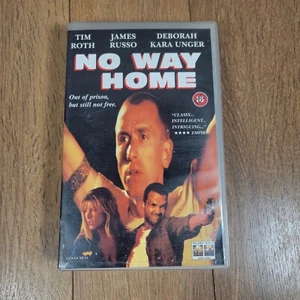 TIM JAMES DEBORAH
ROTH RUSSO KARA UNGER
NO WAY
HOME
Out of prison,
but still not free.
18
"CLASSY...
INTELLIGENT...
INTRIGUING..."
★★★★ EMPIRE